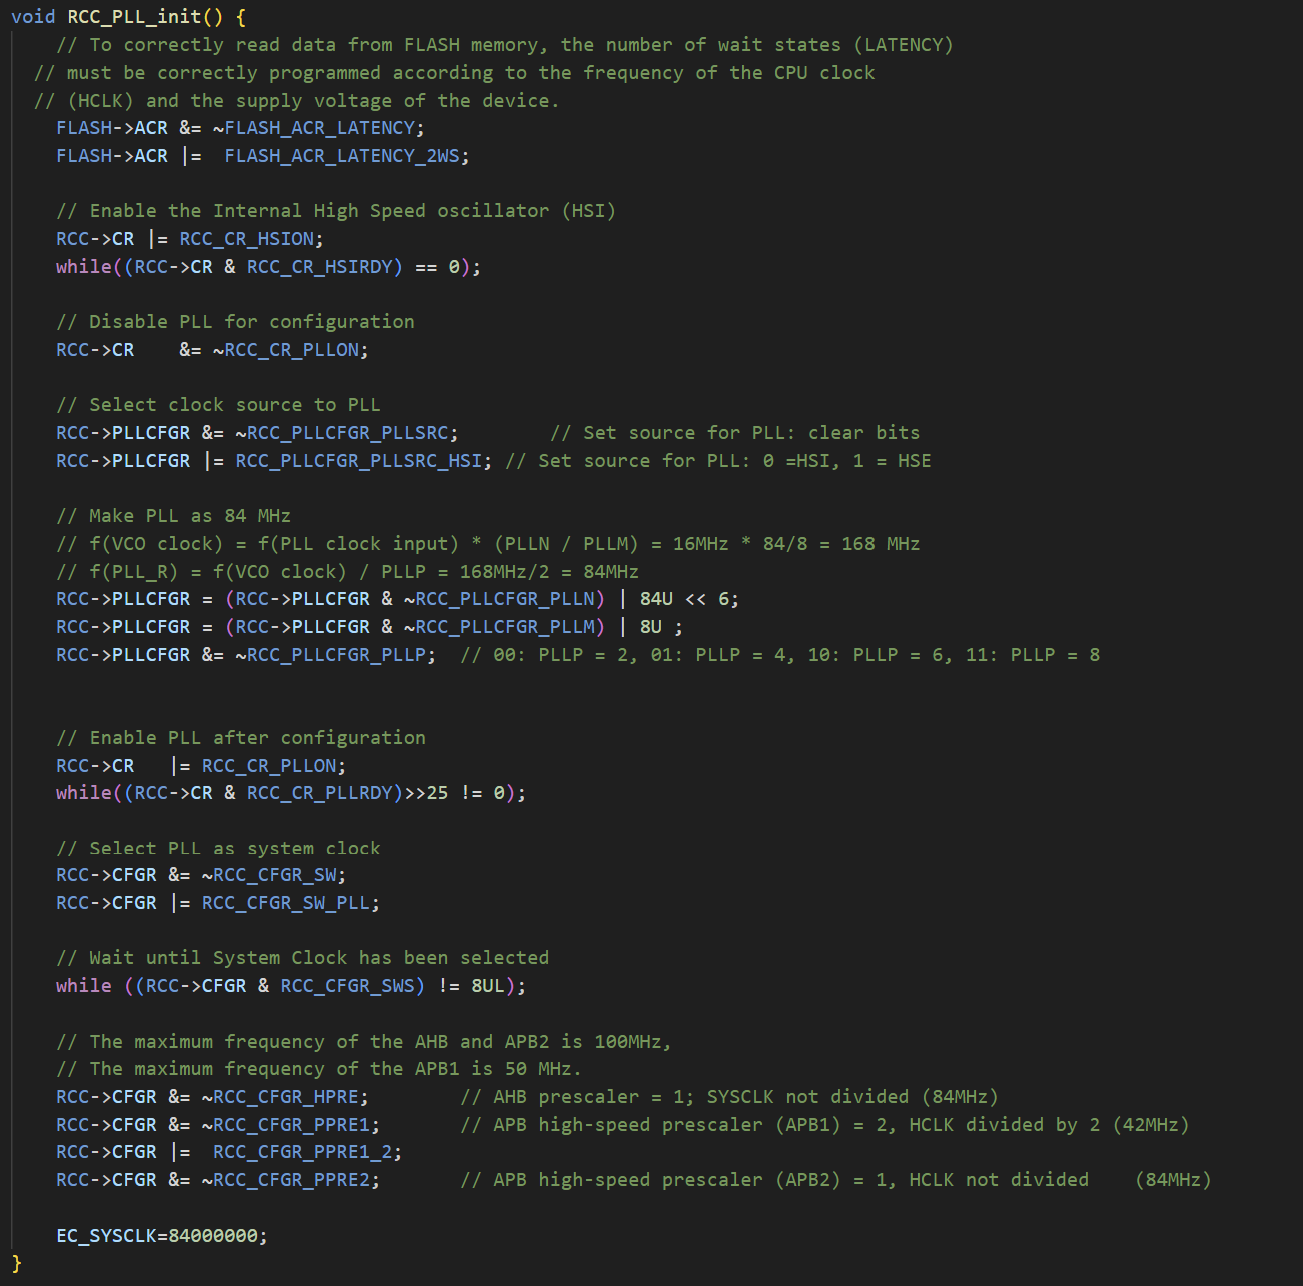 void RCC_PLL_init() {
    // To correctly read data from FLASH memory, the number of wait states (LATENCY)
  // must be correctly programmed according to the frequency of the CPU clock
  // (HCLK) and the supply voltage of the device.
    FLASH->ACR &= ~FLASH_ACR_LATENCY;
    FLASH->ACR |=  FLASH_ACR_LATENCY_2WS;

    // Enable the Internal High Speed oscillator (HSI)
    RCC->CR |= RCC_CR_HSION;
    while((RCC->CR & RCC_CR_HSIRDY) == 0);

    // Disable PLL for configuration
    RCC->CR    &= ~RCC_CR_PLLON;

    // Select clock source to PLL
    RCC->PLLCFGR &= ~RCC_PLLCFGR_PLLSRC;        // Set source for PLL: clear bits
    RCC->PLLCFGR |= RCC_PLLCFGR_PLLSRC_HSI; // Set source for PLL: 0 =HSI, 1 = HSE

    // Make PLL as 84 MHz
    // f(VCO clock) = f(PLL clock input) * (PLLN / PLLM) = 16MHz * 84/8 = 168 MHz
    // f(PLL_R) = f(VCO clock) / PLLP = 168MHz/2 = 84MHz
    RCC->PLLCFGR = (RCC->PLLCFGR & ~RCC_PLLCFGR_PLLN) | 84U << 6;
    RCC->PLLCFGR = (RCC->PLLCFGR & ~RCC_PLLCFGR_PLLM) | 8U ;
    RCC->PLLCFGR &= ~RCC_PLLCFGR_PLLP;  // 00: PLLP = 2, 01: PLLP = 4, 10: PLLP = 6, 11: PLLP = 8


    // Enable PLL after configuration
    RCC->CR   |= RCC_CR_PLLON;
    while((RCC->CR & RCC_CR_PLLRDY)>>25 != 0);

    // Select PLL as system clock
    RCC->CFGR &= ~RCC_CFGR_SW;
    RCC->CFGR |= RCC_CFGR_SW_PLL;

    // Wait until System Clock has been selected
    while ((RCC->CFGR & RCC_CFGR_SWS) != 8UL);

    // The maximum frequency of the AHB and APB2 is 100MHz,
    // The maximum frequency of the APB1 is 50 MHz.
    RCC->CFGR &= ~RCC_CFGR_HPRE;        // AHB prescaler = 1; SYSCLK not divided (84MHz)
    RCC->CFGR &= ~RCC_CFGR_PPRE1;       // APB high-speed prescaler (APB1) = 2, HCLK divided by 2 (42MHz)
    RCC->CFGR |=  RCC_CFGR_PPRE1_2;
    RCC->CFGR &= ~RCC_CFGR_PPRE2;       // APB high-speed prescaler (APB2) = 1, HCLK not divided    (84MHz)

    EC_SYSCLK=84000000;
}